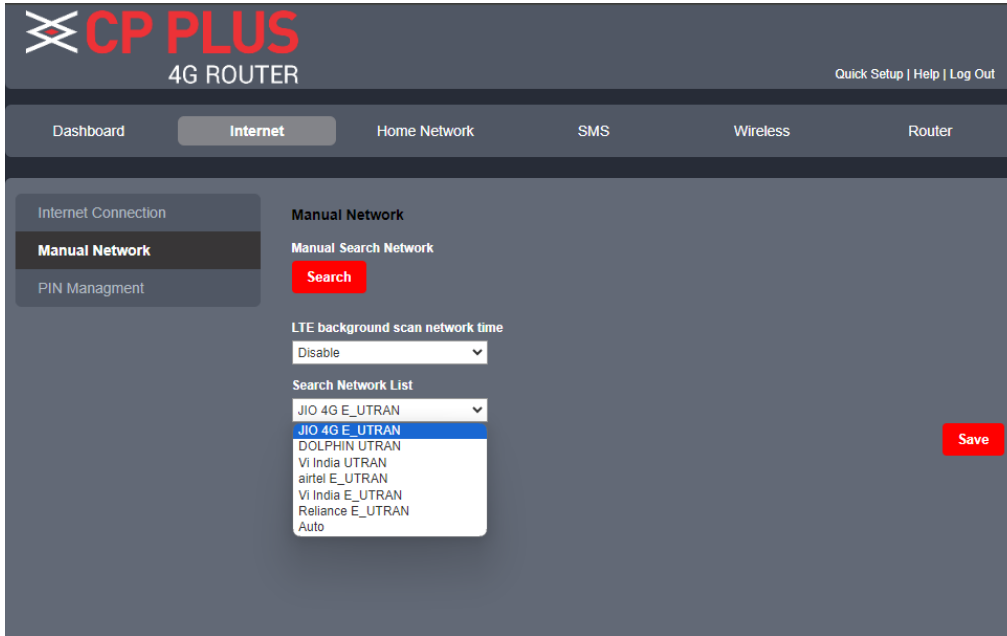 CP PLUS
4G ROUTER
Quick Setup | Help | Log Out
Dashboard Internet Home Network SMS Wireless Router
Internet Connection
Manual Network
PIN Managment
Manual Network
Manual Search Network
Search
LTE background scan network time
Disable
Search Network List
JIO 4G E_UTRAN
JIO 4G E_UTRAN
DOLPHIN UTRAN
Vi India UTRAN
airtel E_UTRAN
Vi India E_UTRAN
Reliance E_UTRAN
Auto
Save